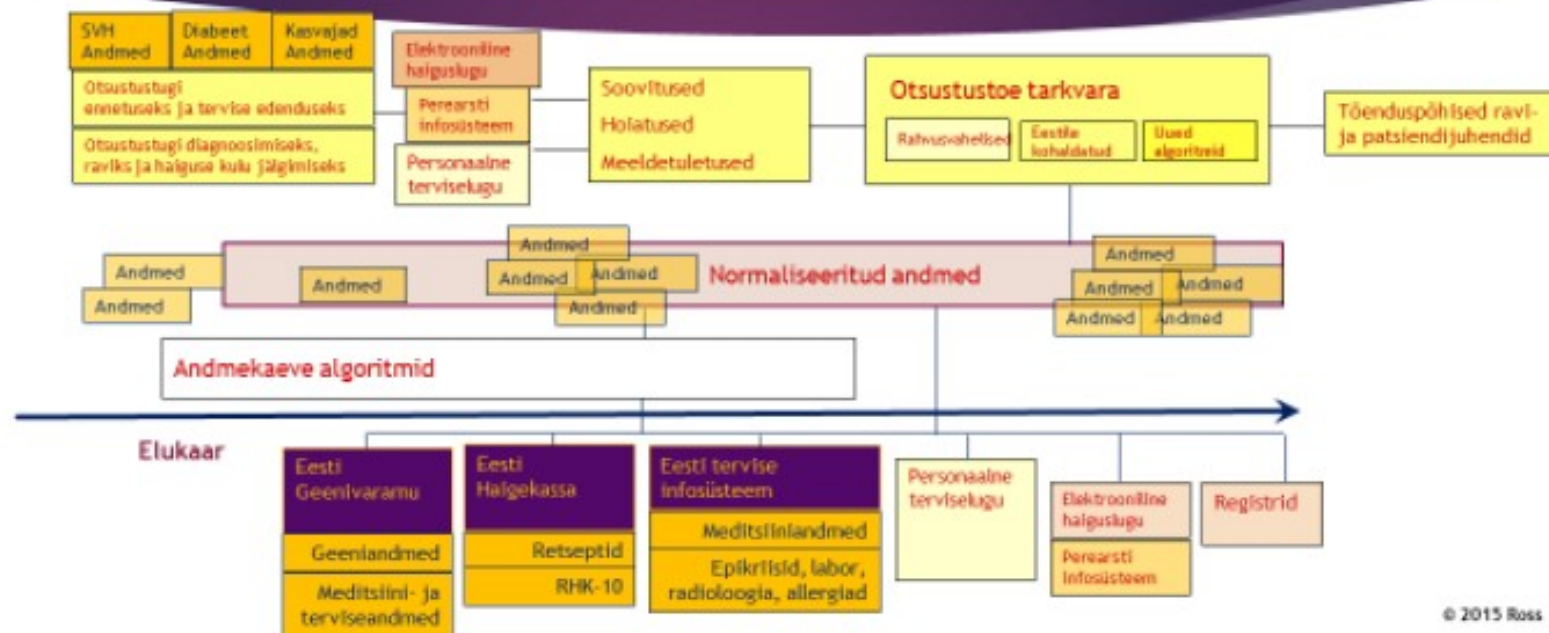 SVH
Andmed
Diabeet
Andmed
Kasvajad
Andmed
Otsustustugi
ennetuseks ja tervise edenduseks
Otsustustugi diagnoosimiseks,
raviks ja haiguse kulu jälgimiseks
Elektrooniline
haiguslugu
Perearsti
infosüsteem
Personaalne
terviselugu
Soovitused
Hoiatused
Meeldetuletused
Otsustustoe tarkvara
Rahvusvahelised
Eestile
kohaldatud
Uued
algoritmid
Tõenduspõhised ravi-
ja patsiendijuhendid
Andmed
Andmed
Andmed
Andmed
Andmed
Andmed
Andmed
Normaliseeritud andmed
Andmed
Andmed
Andmed
Andmed
Andmed
Andmekaeve algoritmid
Elukaar
Eesti
Geenivaramu
Geeniandmed
Meditsiini- ja
terviseandmed
Eesti
Haigekassa
Retseptid
RHK-10
Eesti tervise
infosüsteem
Meditsiiniandmed
Epikriisid, labor,
radioloogia, allergiad
Personaalne
terviselugu
Elektrooniline
haiguslugu
Perearsti
infosüsteem
Registrid
© 2015 Ross